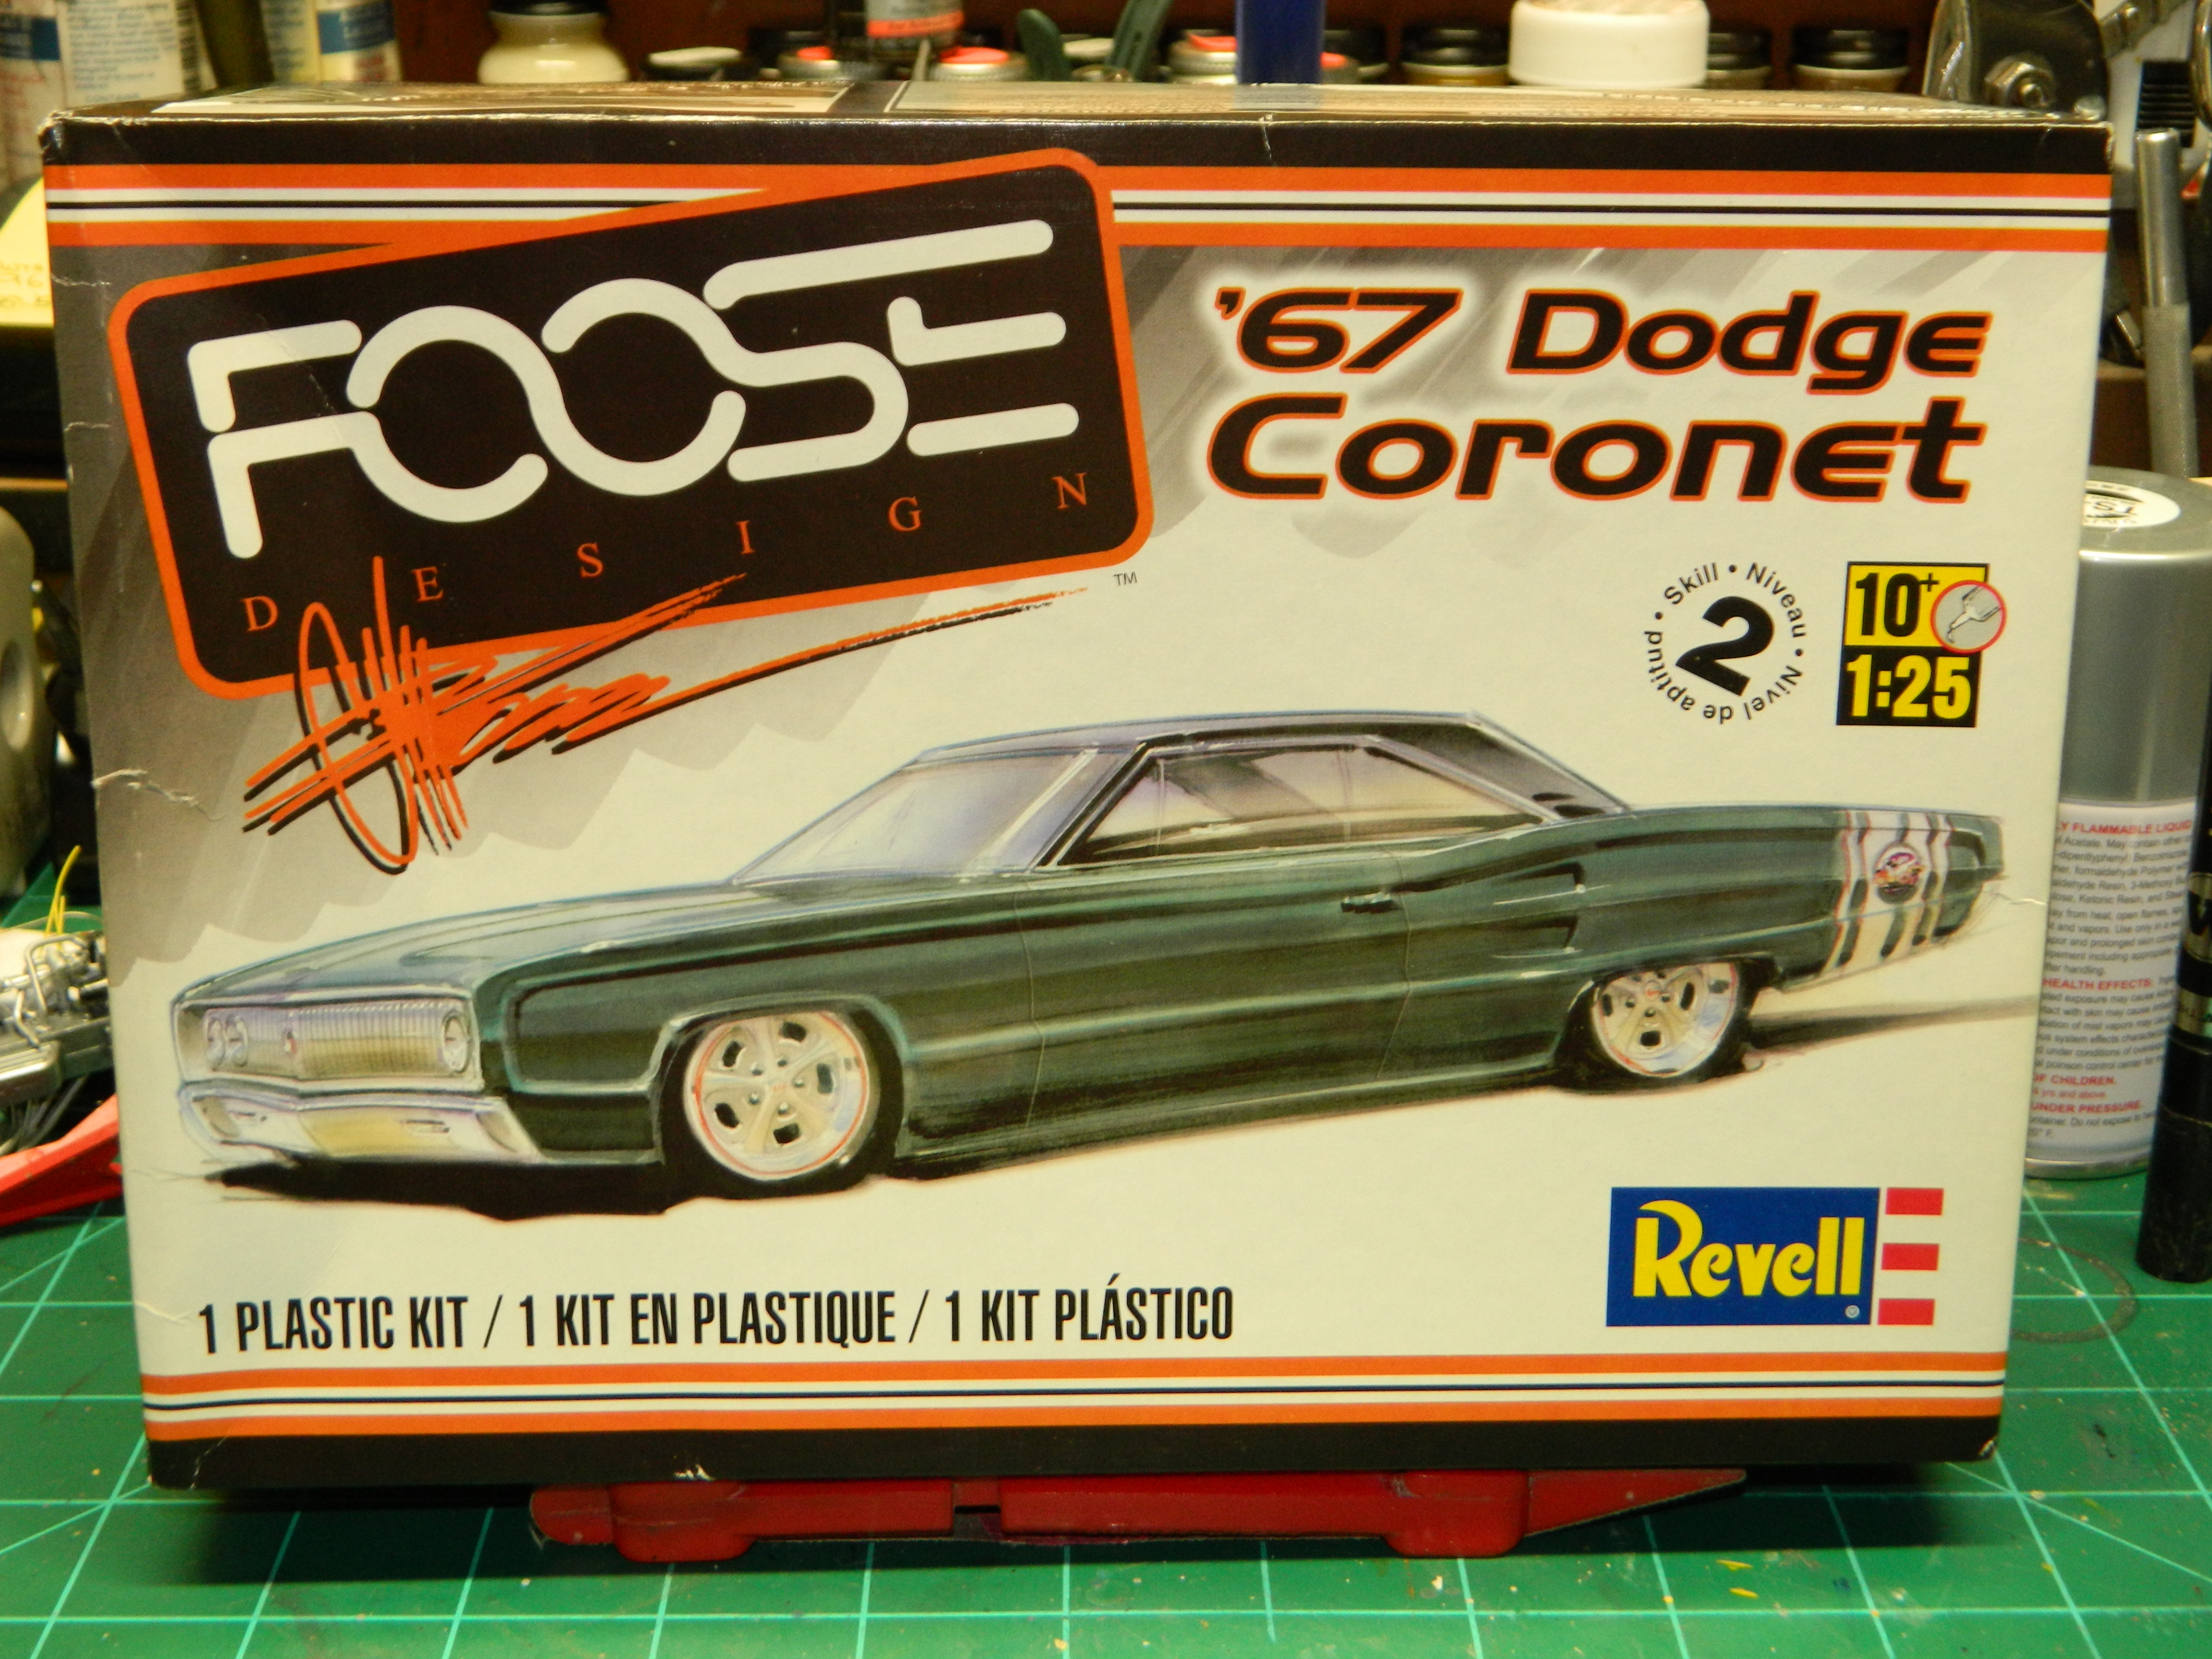 FOOSE
DESIGN
™
'67 Dodge
Coronet
Skill • Niveau • Nivel de aptitud •
2
10+
1:25
1 PLASTIC KIT / 1 KIT EN PLASTIQUE / 1 KIT PLÁSTICO
Revell®
Y FLAMMABLE LIQUID
HEALTH EFFECTS:
OF CHILDREN.
UNDER PRESSURE.